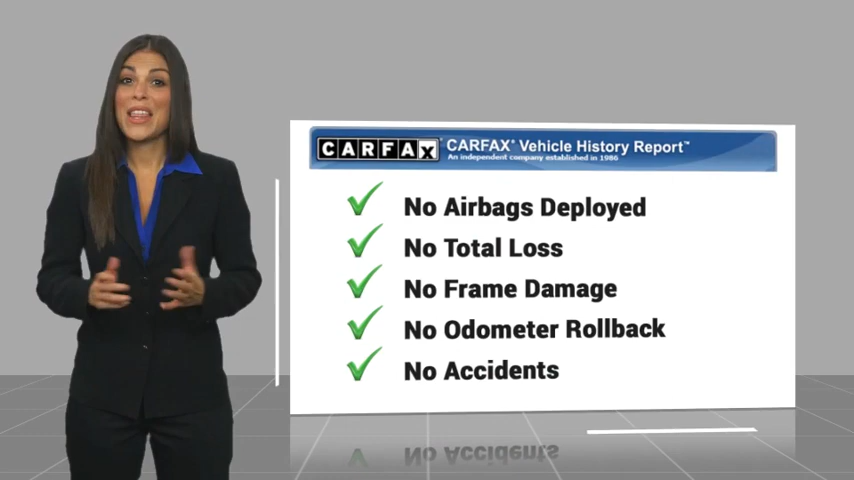 CARFAX CARFAX® Vehicle History Report™
An independent company established in 1986
No Airbags Deployed
No Total Loss
No Frame Damage
No Odometer Rollback
No Accidents
No Accidents